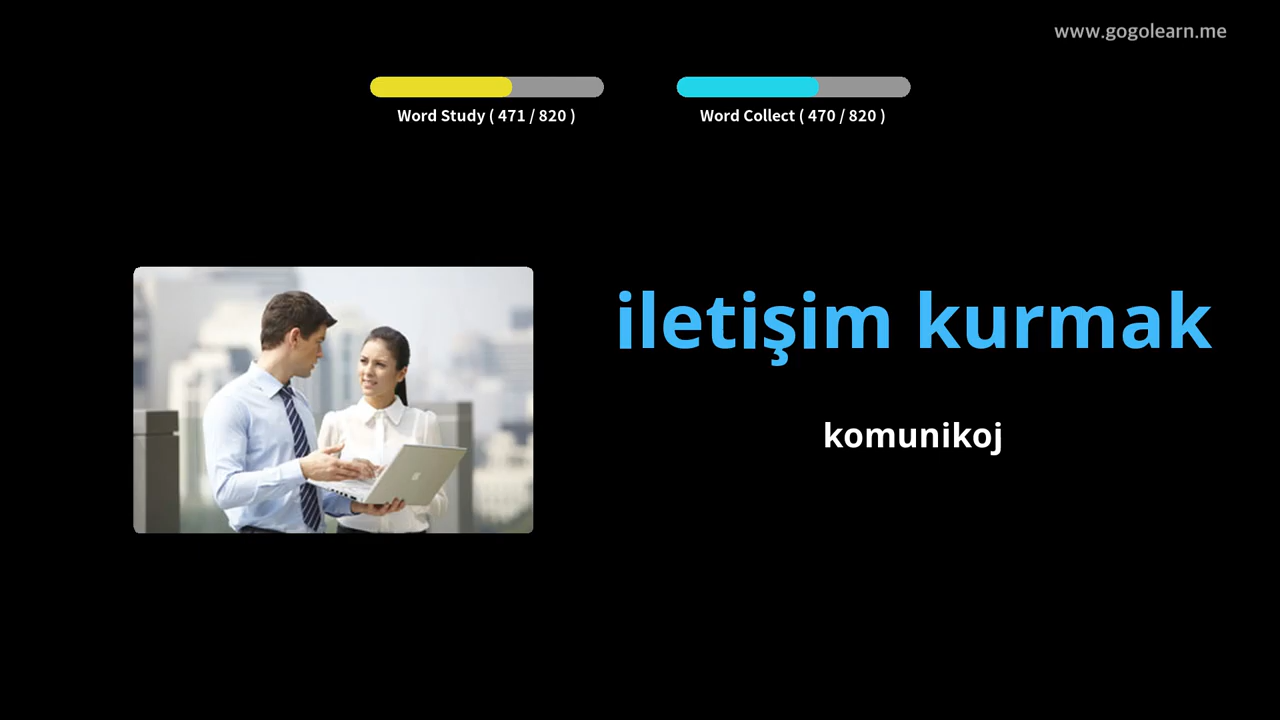 www.gogolearn.me
Word Study ( 471 / 820 )
Word Collect ( 470 / 820 )
iletişim kurmak
komunikoj